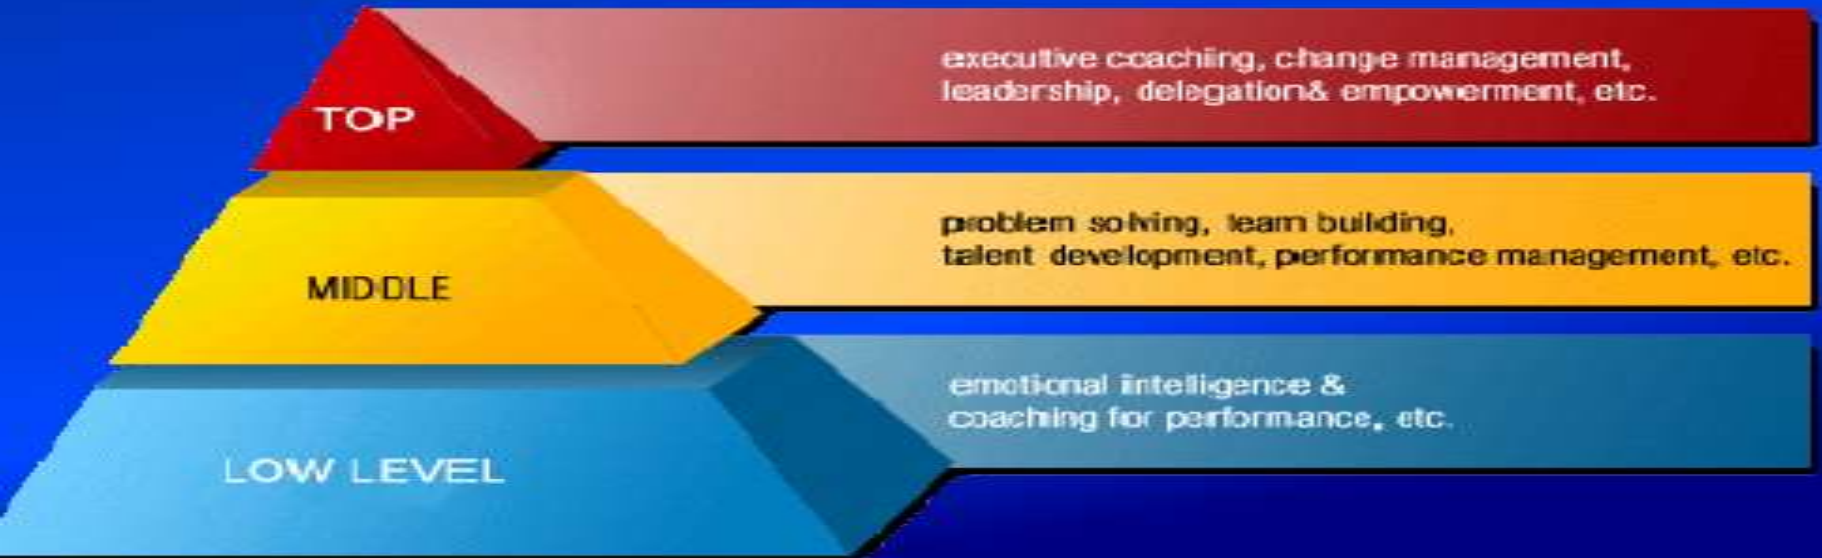 TOP
executive coaching, change management,
leadership, delegation& empowerment, etc.
MIDDLE
problem solving, team building,
talent development, performance management, etc.
LOW LEVEL
emotional intelligence &
coaching for performance, etc.